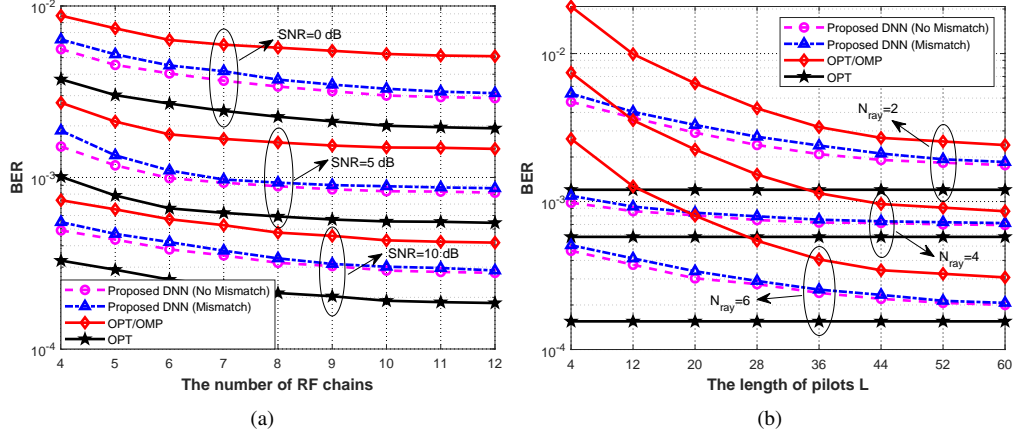 10^-2
10^-3
10^-4
BER
SNR=0 dB
SNR=5 dB
SNR=10 dB
Proposed DNN (No Mismatch)
Proposed DNN (Mismatch)
OPT/OMP
OPT
4 5 6 7 8 9 10 11 12
The number of RF chains
(a)
10^-2
10^-3
10^-4
BER
Proposed DNN (No Mismatch)
Proposed DNN (Mismatch)
OPT/OMP
OPT
N_ray=2
N_ray=4
N_ray=6
4 12 20 28 36 44 52 60
The length of pilots L
(b)